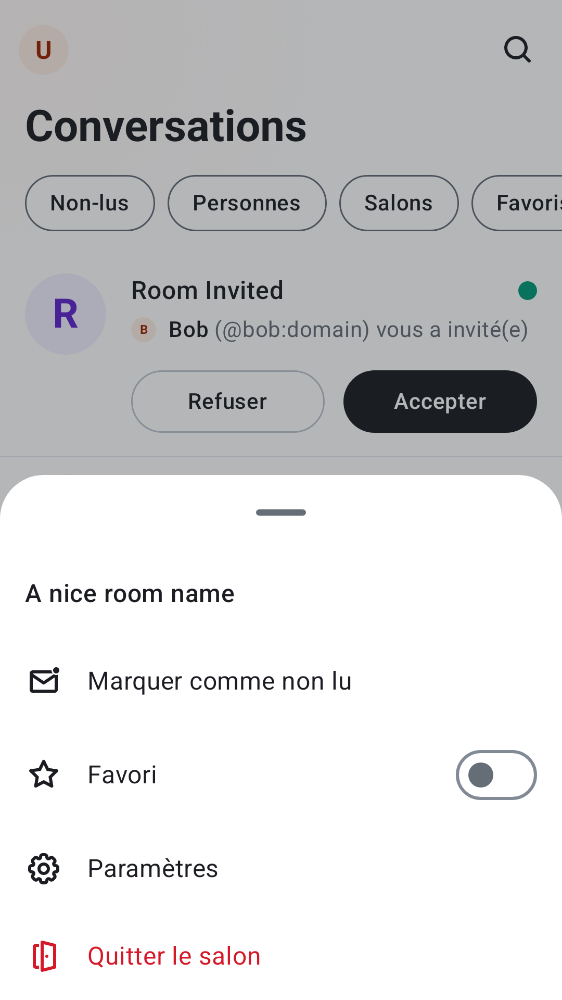 U
Conversations
Non-lus Personnes Salons Favoris
R
Room Invited
B Bob (@bob:domain) vous a invité(e)
Refuser Accepter
A nice room name
Marquer comme non lu
Favori
Paramètres
Quitter le salon